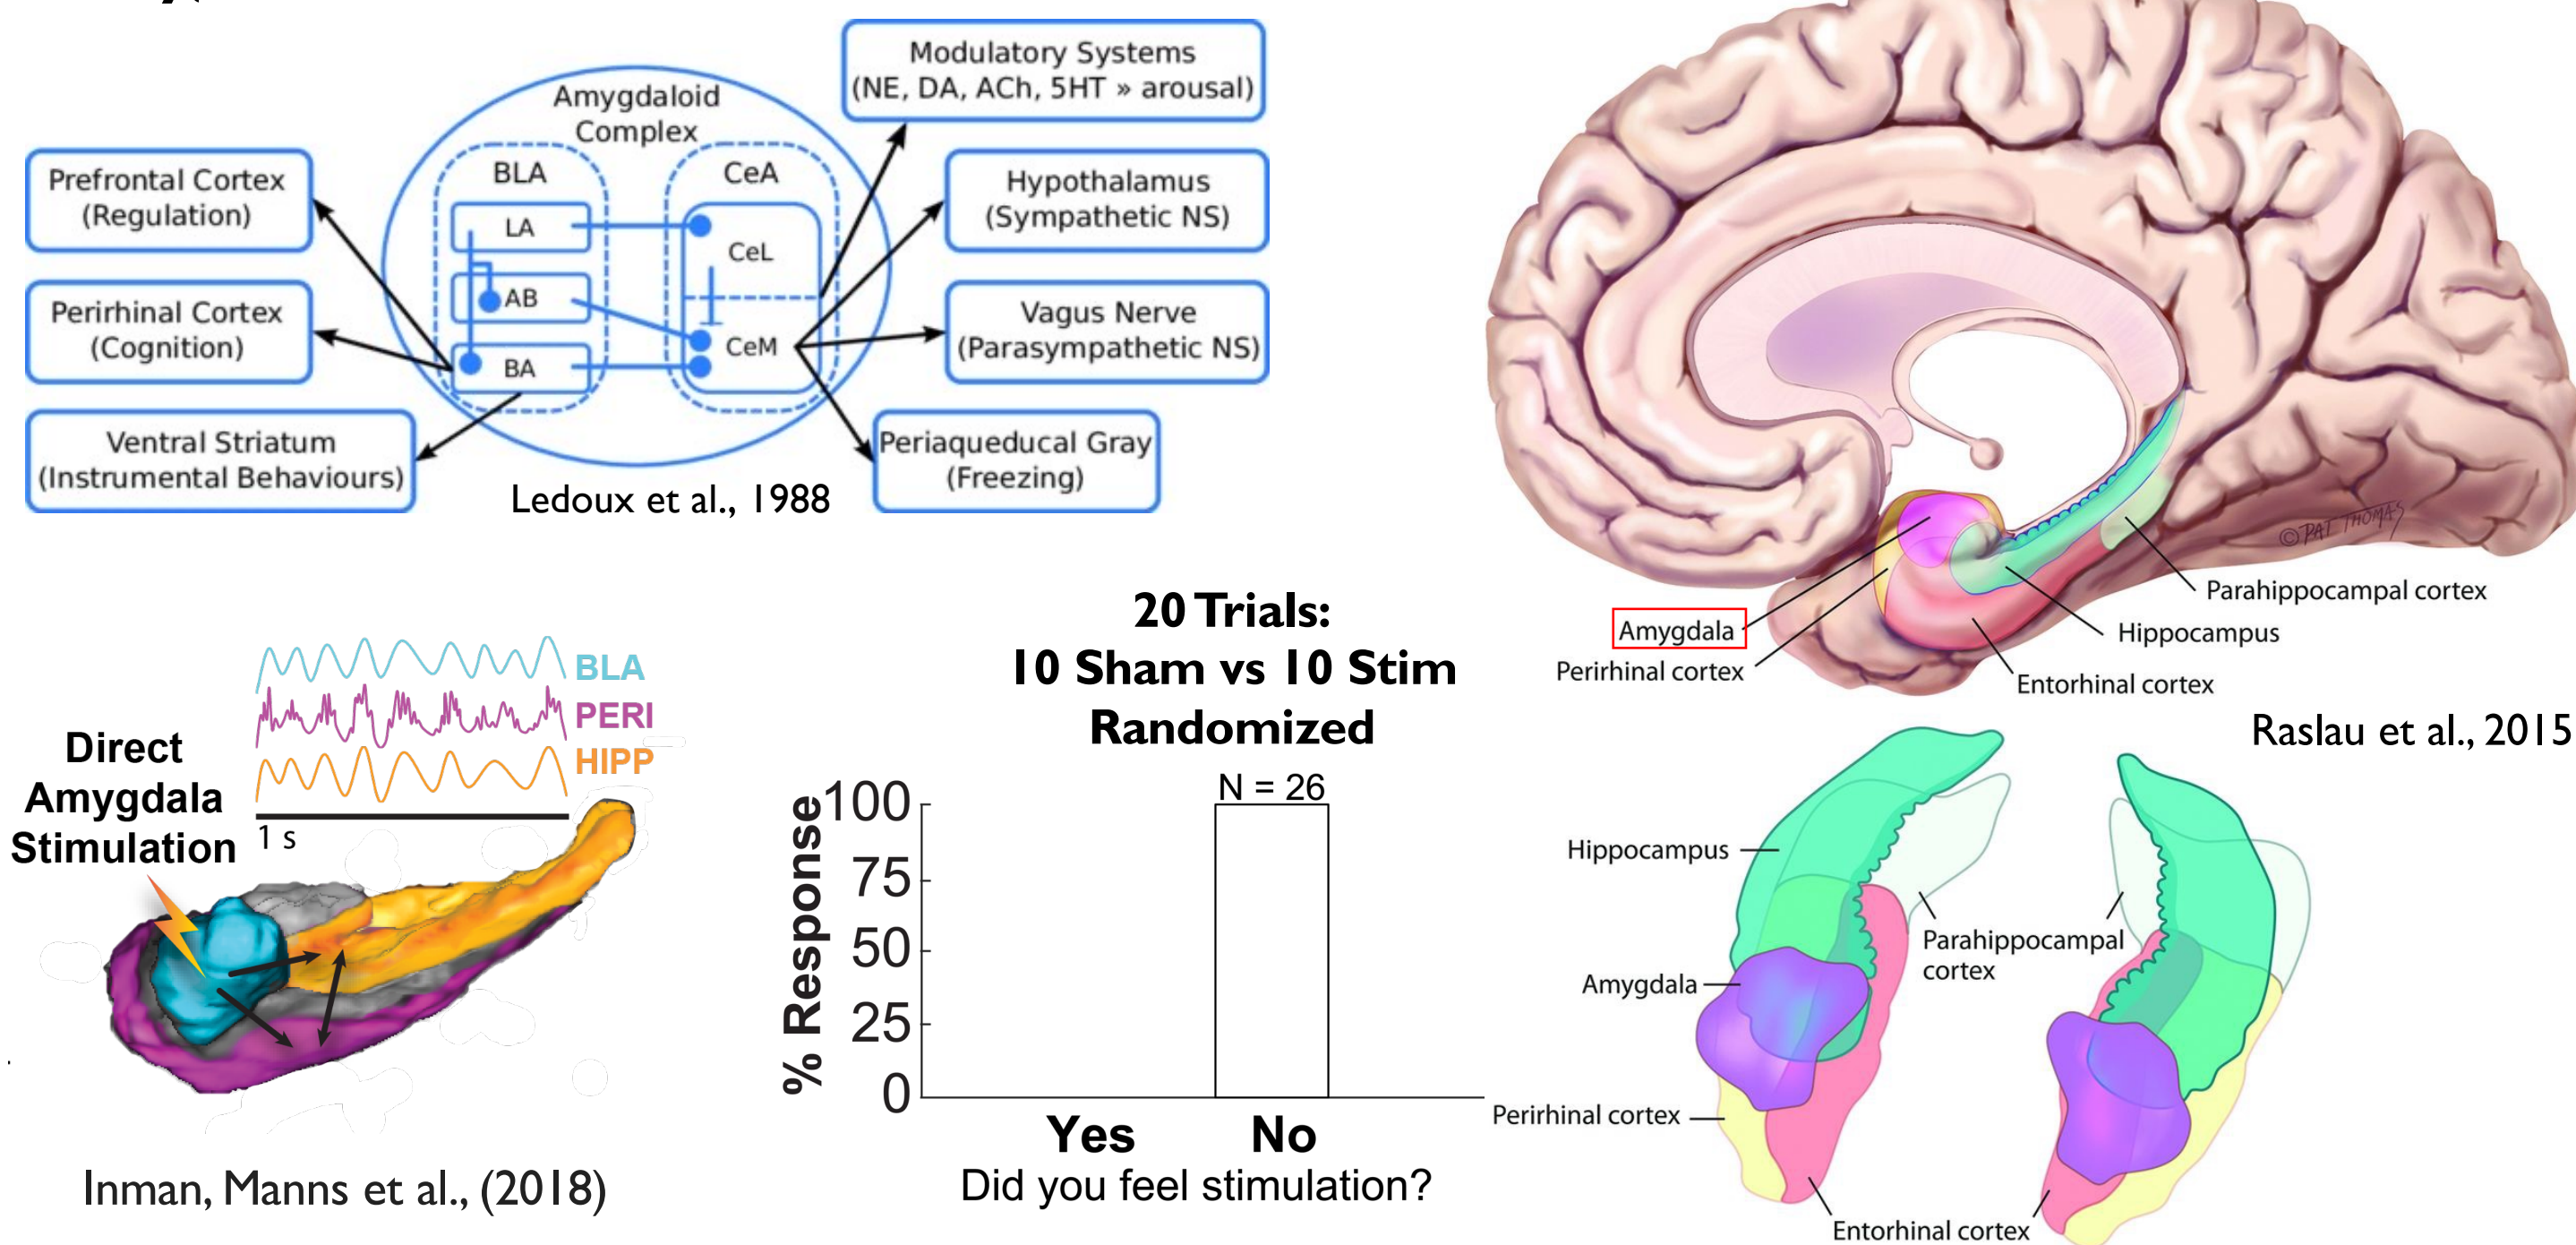 Modulatory Systems
(NE, DA, ACh, 5HT » arousal)
Amygdaloid
Complex
Prefrontal Cortex
(Regulation)
BLA
CeA
Hypothalamus
(Sympathetic NS)
LA
CeL
AB
Perirhinal Cortex
(Cognition)
Vagus Nerve
(Parasympathetic NS)
CeM
BA
Ventral Striatum
(Instrumental Behaviours)
Periaqueducal Gray
(Freezing)
Ledoux et al., 1988
©PAT THOMAS
Parahippocampal cortex
Amygdala
Hippocampus
Perirhinal cortex
Entorhinal cortex
Raslau et al., 2015
BLA
PERI
HIPP
Direct
Amygdala
Stimulation
1 s
Inman, Manns et al., (2018)
20 Trials:
10 Sham vs 10 Stim
Randomized
N = 26
% Response
100
75
50
25
0
Yes
No
Did you feel stimulation?
Hippocampus
Parahippocampal
cortex
Amygdala
Perirhinal cortex
Entorhinal cortex